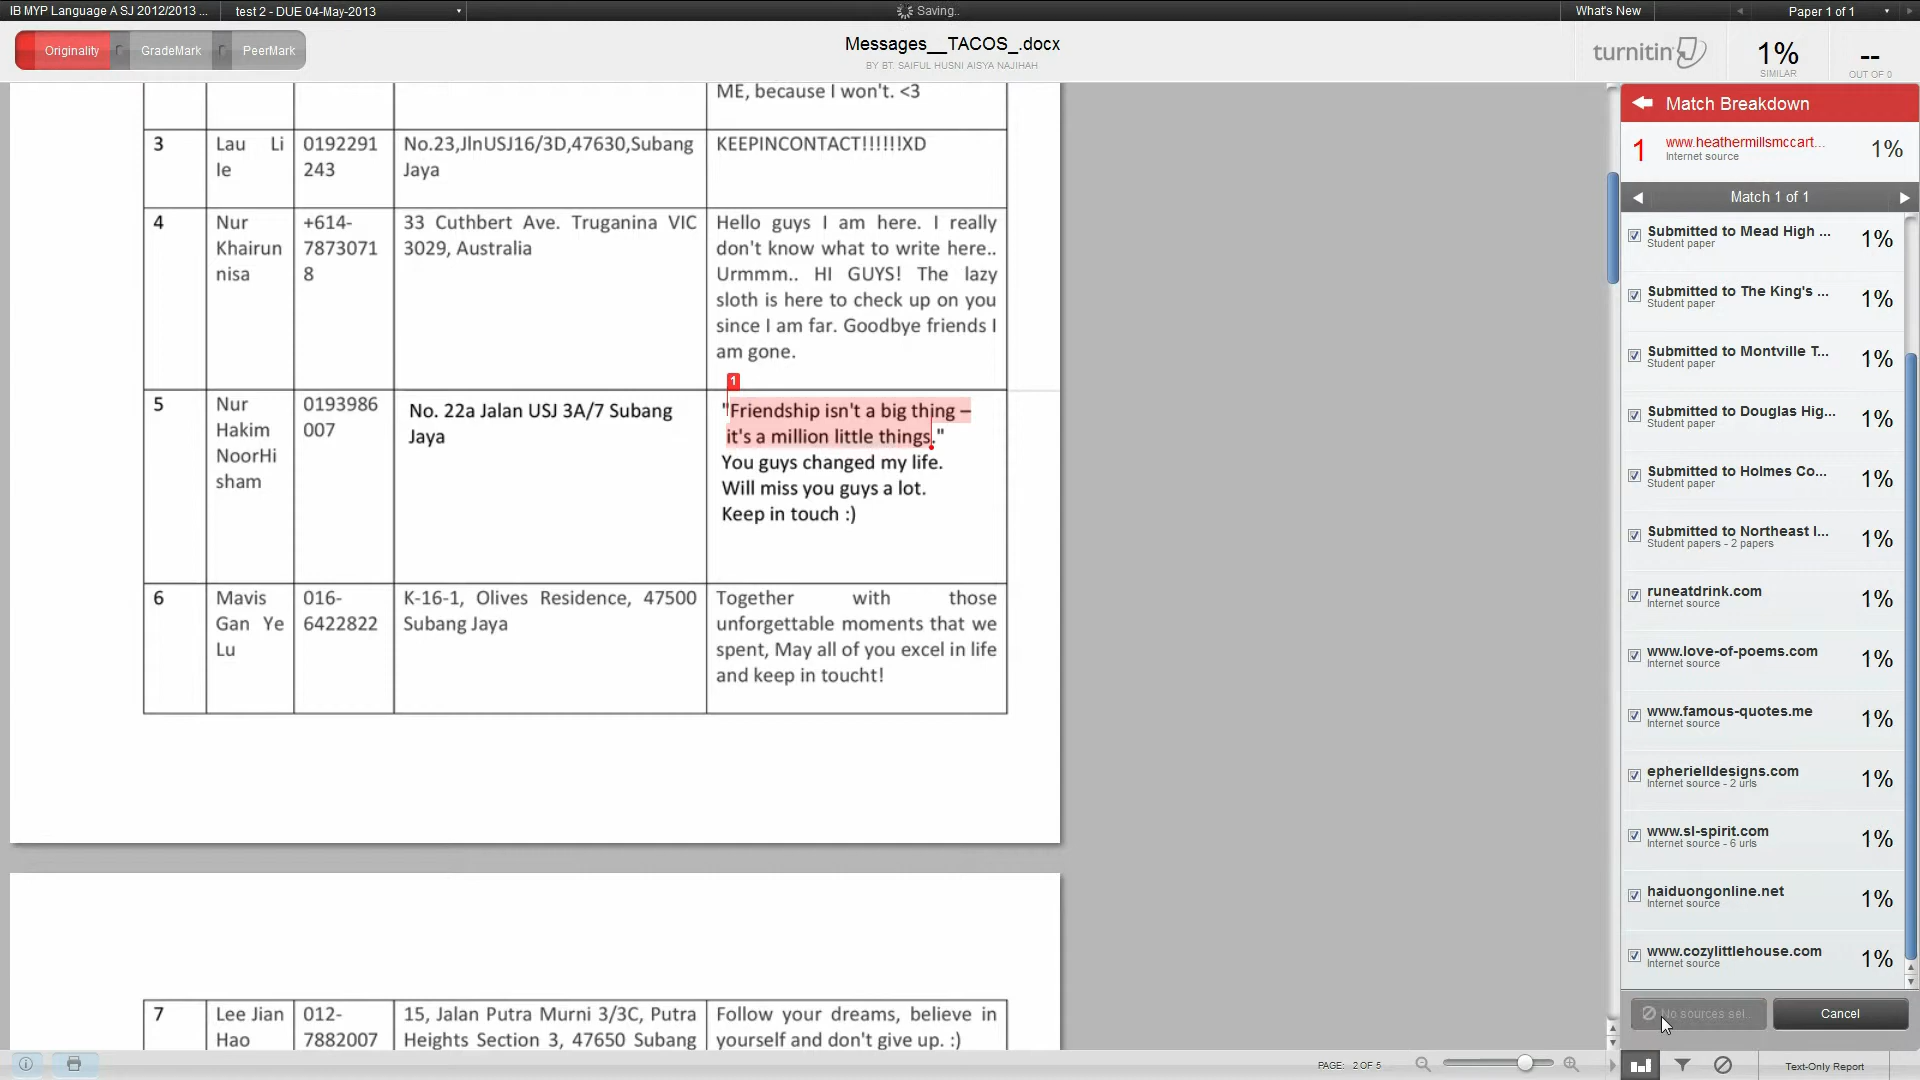 IB MYP Language A SJ 2012/2013 ...
test 2 - DUE 04-May-2013
Saving..
What's New
Paper 1 of 1
Originality
GradeMark
PeerMark
Messages__TACOS_.docx
BY BT. SAIFUL HUSNI AISYA NAJIHAH
turnitin
1%
SIMILAR
--
OUT OF 0
ME, because I won't. <3
3
Lau Li
le
0192291
243
No.23,JlnUSJ16/3D,47630,Subang
Jaya
KEEPINCONTACT!!!!!!XD
4
Nur
Khairun
nisa
+614-
7873071
8
33 Cuthbert Ave. Truganina VIC
3029, Australia
Hello guys I am here. I really
don't know what to write here..
Urmmm.. HI GUYS! The lazy
sloth is here to check up on you
since I am far. Goodbye friends I
am gone.
5
Nur
Hakim
NoorHi
sham
0193986
007
No. 22a Jalan USJ 3A/7 Subang
Jaya
1
"Friendship isn't a big thing –
it's a million little things."
You guys changed my life.
Will miss you guys a lot.
Keep in touch :)
6
Mavis
Gan Ye
Lu
016-
6422822
K-16-1, Olives Residence, 47500
Subang Jaya
Together with those
unforgettable moments that we
spent, May all of you excel in life
and keep in toucht!
7
Lee Jian
Hao
012-
7882007
15, Jalan Putra Murni 3/3C, Putra
Heights Section 3, 47650 Subang
Follow your dreams, believe in
yourself and don't give up. :)
Match Breakdown
1
www.heathermillsmccart...
Internet source
1%
Match 1 of 1
Submitted to Mead High ...
Student paper
1%
Submitted to The King's ...
Student paper
1%
Submitted to Montville T...
Student paper
1%
Submitted to Douglas Hig...
Student paper
1%
Submitted to Holmes Co...
Student paper
1%
Submitted to Northeast I...
Student papers - 2 papers
1%
runeatdrink.com
Internet source
1%
www.love-of-poems.com
Internet source
1%
www.famous-quotes.me
Internet source
1%
epherielldesigns.com
Internet source - 2 urls
1%
www.sl-spirit.com
Internet source - 6 urls
1%
haiduongonline.net
Internet source
1%
www.cozylittlehouse.com
Internet source
1%
No sources sel...
Cancel
PAGE: 2 OF 5
Text-Only Report